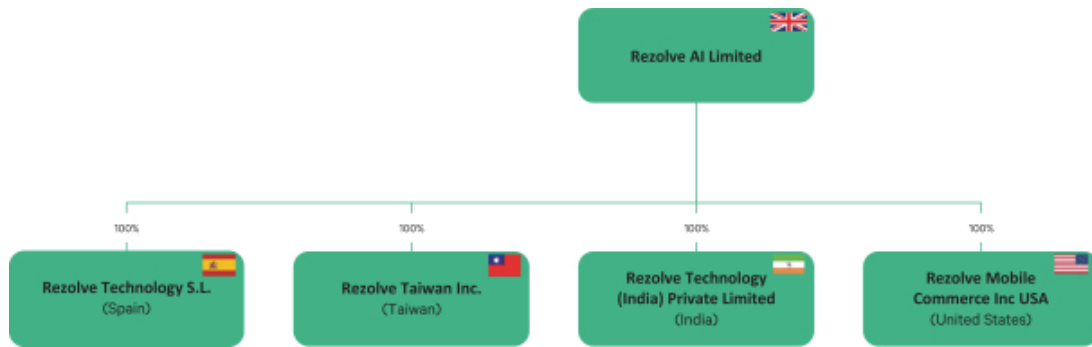 Rezolve AI Limited
100%
100%
100%
100%
Rezolve Technology S.L.
(Spain)
Rezolve Taiwan Inc.
(Taiwan)
Rezolve Technology
(India) Private Limited
(India)
Rezolve Mobile
Commerce Inc USA
(United States)